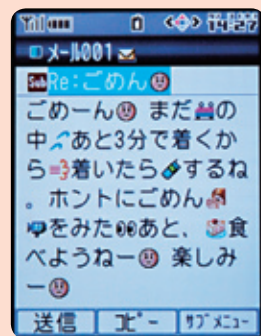 14:27
メール001
Sub Re:ごめん
ごめーん まだの
中 あと3分で着くか
ら 着いたらするね
。ホントにごめん
をみたあと、食
べようねー 楽しみ
ー
送信 コピー サブメニュー